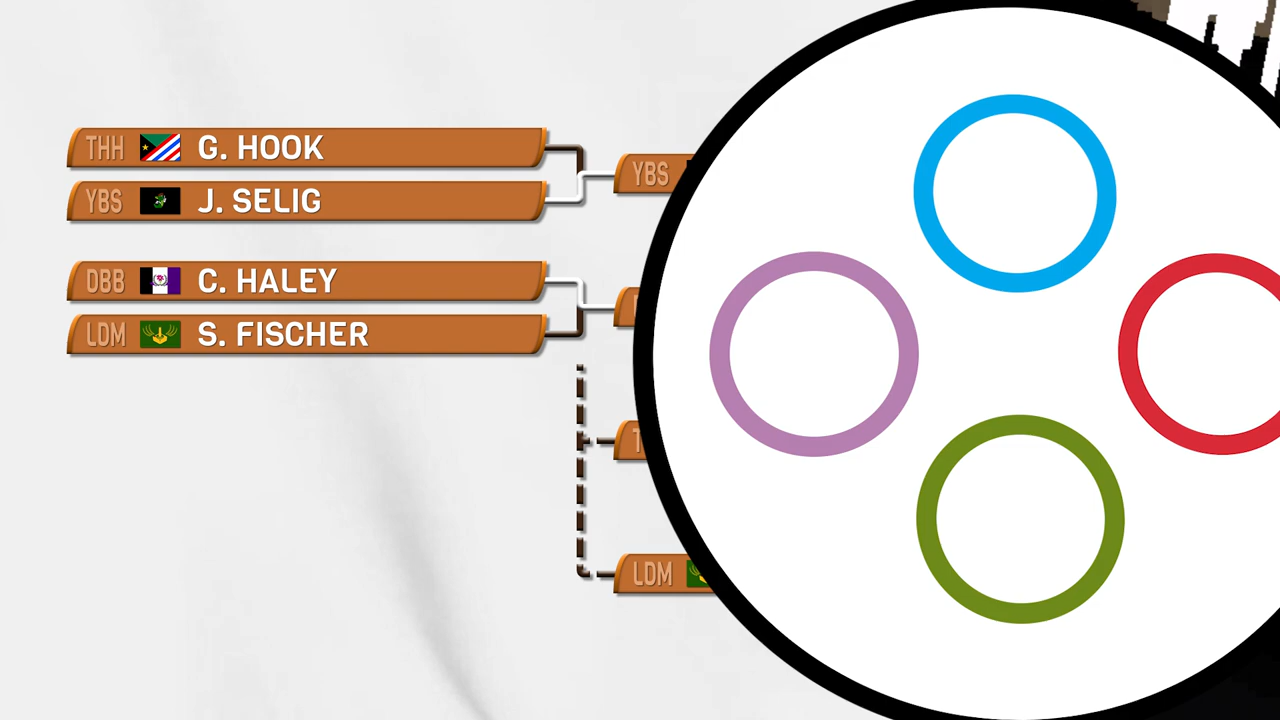 THH G. HOOK
YBS J. SELIG
YBS
DBB C. HALEY
LDM S. FISCHER
LDM